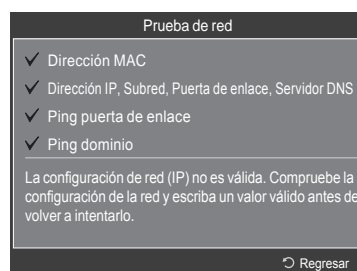 Prueba de red
Dirección MAC
Dirección IP, Subred, Puerta de enlace, Servidor DNS
Ping puerta de enlace
Ping dominio
La configuración de red (IP) no es válida. Compruebe la
configuración de la red y escriba un valor válido antes de
volver a intentarlo.
Regresar